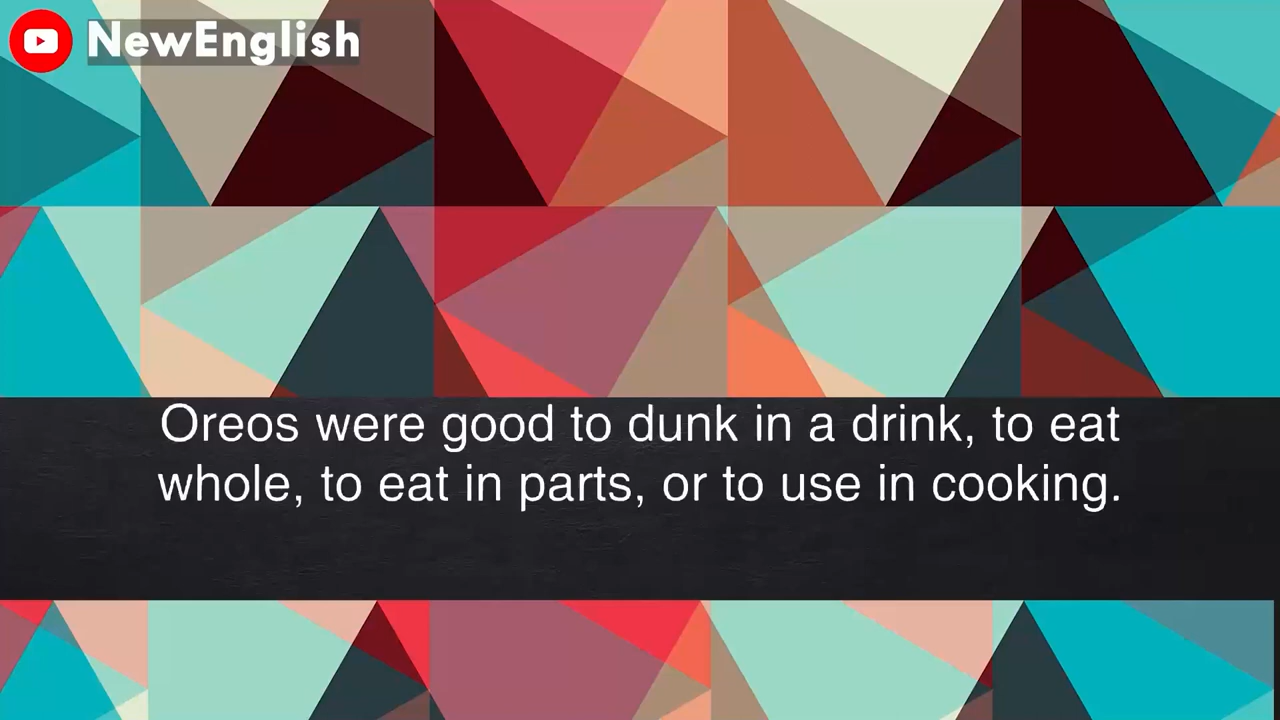 NewEnglish
Oreos were good to dunk in a drink, to eat
whole, to eat in parts, or to use in cooking.